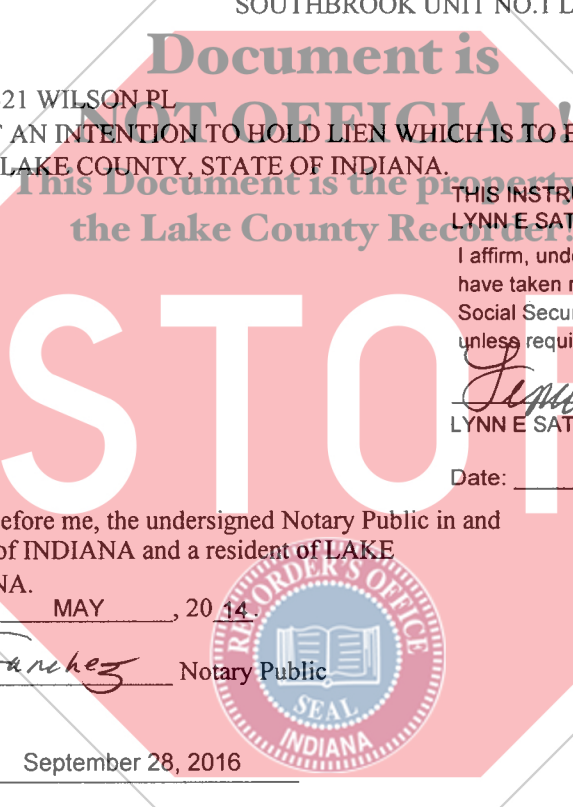 SOUTHBROOK UNIT NO.1
Document is
21 WILSON PL
NOT OFFICIAL!
AN INTENTION TO HOLD LIEN WHICH IS TO
LAKE COUNTY, STATE OF INDIANA.
This Document is the property
THIS INSTRU
the Lake County Recorder!
LYNN E SAT
I affirm, unde
have taken r
Social Secur
unless requi
STOP
LYNN E SAT
Date:
efore me, the undersigned Notary Public in and
of INDIANA and a resident of LAKE
NA.
MAY , 20 14.
anchez Notary Public
RECORDER'S OFFICE
SEAL
INDIANA
September 28, 2016